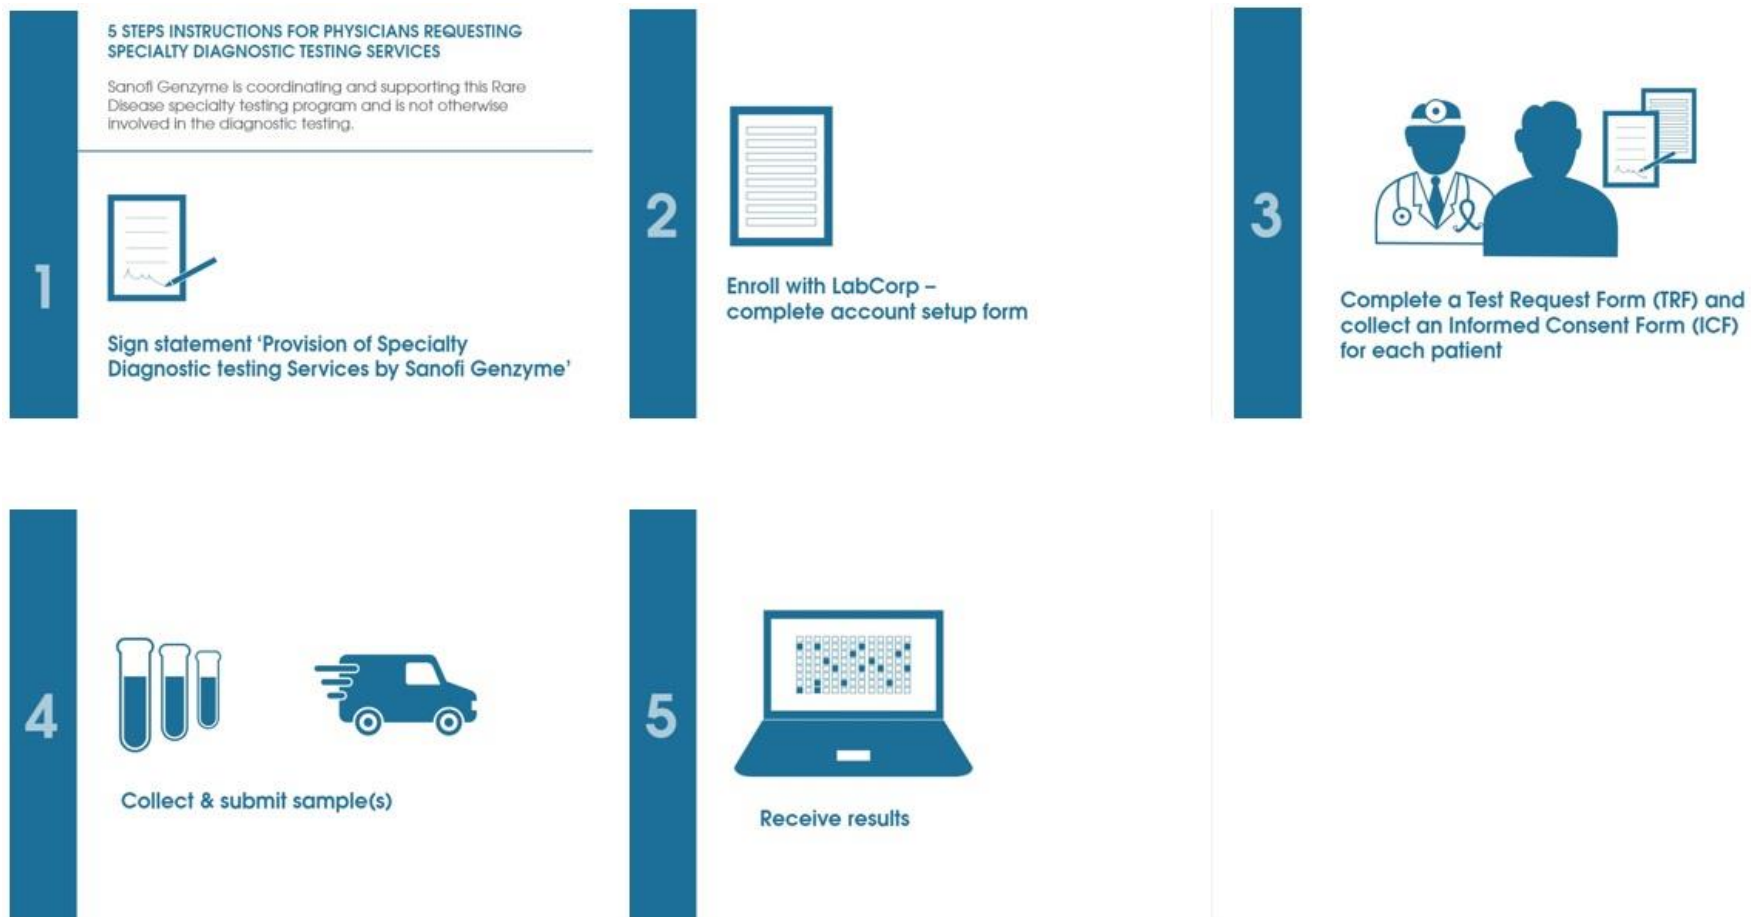 5 STEPS INSTRUCTIONS FOR PHYSICIANS REQUESTING
SPECIALTY DIAGNOSTIC TESTING SERVICES
Sanofi Genzyme is coordinating and supporting this Rare
Disease specialty testing program and is not otherwise
involved in the diagnostic testing.
1
Sign statement ‘Provision of Specialty
Diagnostic testing Services by Sanofi Genzyme’
2
Enroll with LabCorp –
complete account setup form
3
Complete a Test Request Form (TRF) and
collect an Informed Consent Form (ICF)
for each patient
4
Collect & submit sample(s)
5
Receive results